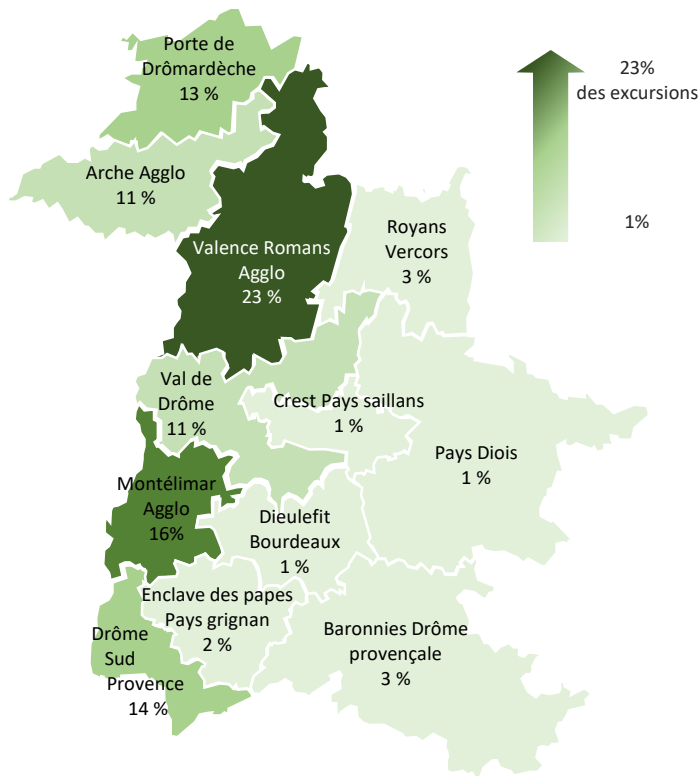 Porte de
Drômardèche
13 %
23%
des excursions
Arche Agglo
11 %
1%
Royans
Vercors
3 %
Valence Romans
Agglo
23 %
Val de
Drôme
11 %
Crest Pays saillans
1 %
Pays Diois
1 %
Montélimar
Agglo
16%
Dieulefit
Bourdeaux
1 %
Enclave des papes
Pays grignan
2 %
Drôme
Sud
Provence
14 %
Baronnies Drôme
provençale
3 %